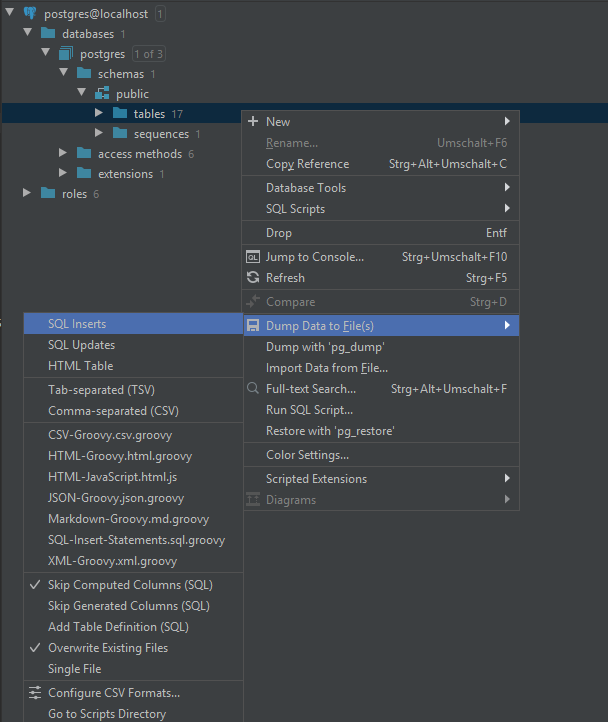 postgres@localhost 1
databases 1
postgres 1 of 3
schemas 1
public
tables 17
sequences 1
access methods 6
extensions 1
roles 6
New
Rename... Umschalt+F6
Copy Reference Strg+Alt+Umschalt+C
Database Tools
SQL Scripts
Drop Entf
QL Jump to Console... Strg+Umschalt+F10
Refresh Strg+F5
Compare Strg+D
Dump Data to File(s)
Dump with 'pg_dump'
Import Data from File...
Full-text Search... Strg+Alt+Umschalt+F
Run SQL Script...
Restore with 'pg_restore'
Color Settings...
Scripted Extensions
Diagrams
SQL Inserts
SQL Updates
HTML Table
Tab-separated (TSV)
Comma-separated (CSV)
CSV-Groovy.csv.groovy
HTML-Groovy.html.groovy
HTML-JavaScript.html.js
JSON-Groovy.json.groovy
Markdown-Groovy.md.groovy
SQL-Insert-Statements.sql.groovy
XML-Groovy.xml.groovy
Skip Computed Columns (SQL)
Skip Generated Columns (SQL)
Add Table Definition (SQL)
Overwrite Existing Files
Single File
Configure CSV Formats...
Go to Scripts Directory